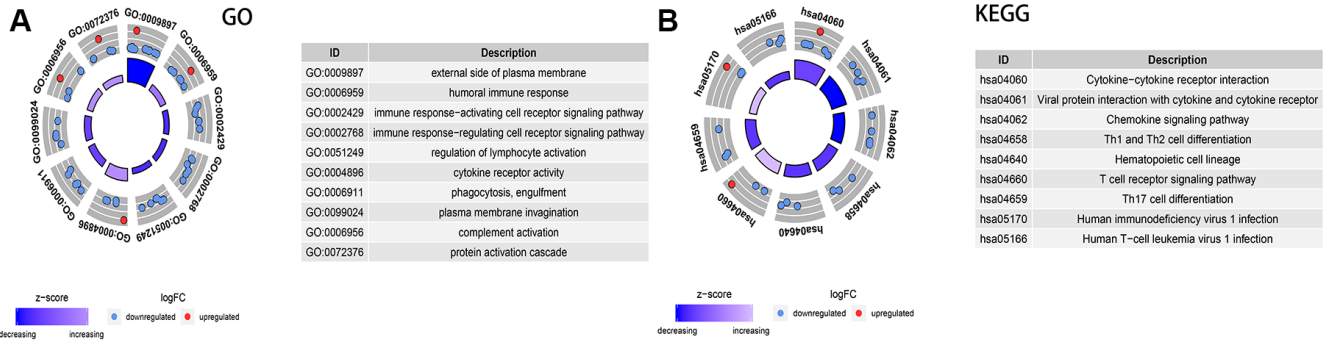 A
GO
GO:0009897
GO:0006959
GO:0002429
GO:0002768
GO:0051249
GO:0004896
GO:0006911
GO:0099024
GO:0006956
GO:0072376
ID Description
GO:0009897 external side of plasma membrane
GO:0006959 humoral immune response
GO:0002429 immune response−activating cell receptor signaling pathway
GO:0002768 immune response−regulating cell receptor signaling pathway
GO:0051249 regulation of lymphocyte activation
GO:0004896 cytokine receptor activity
GO:0006911 phagocytosis, engulfment
GO:0099024 plasma membrane invagination
GO:0006956 complement activation
GO:0072376 protein activation cascade
z−score
decreasing increasing
logFC
downregulated upregulated
B
KEGG
hsa04060
hsa04061
hsa04062
hsa04658
hsa04640
hsa04660
hsa04659
hsa05170
hsa05166
ID Description
hsa04060 Cytokine−cytokine receptor interaction
hsa04061 Viral protein interaction with cytokine and cytokine receptor
hsa04062 Chemokine signaling pathway
hsa04658 Th1 and Th2 cell differentiation
hsa04640 Hematopoietic cell lineage
hsa04660 T cell receptor signaling pathway
hsa04659 Th17 cell differentiation
hsa05170 Human immunodeficiency virus 1 infection
hsa05166 Human T−cell leukemia virus 1 infection
z−score
decreasing increasing
logFC
downregulated upregulated